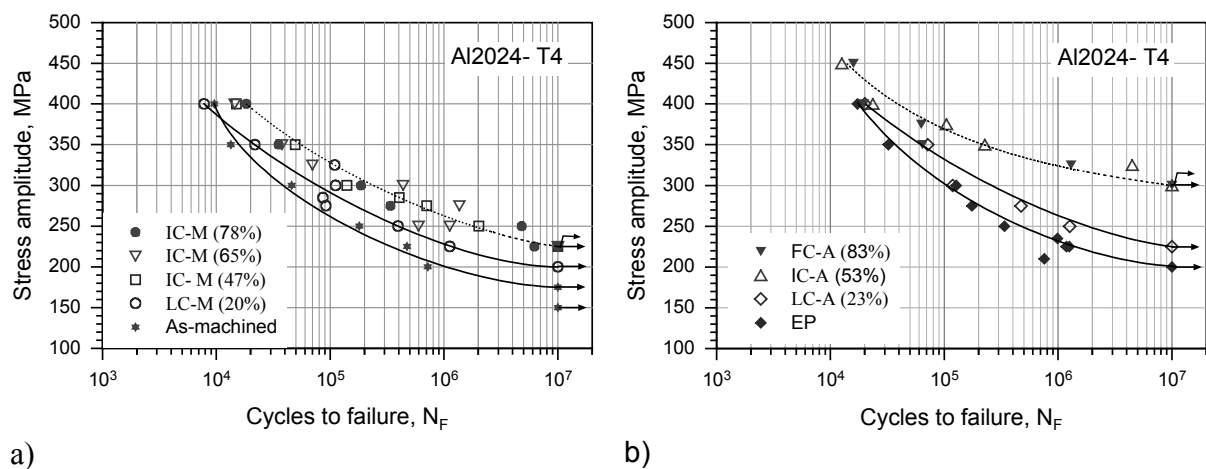 500
450
400
350
300
250
200
150
100
Stress amplitude, MPa
Al2024- T4
IC-M (78%)
IC-M (65%)
IC- M (47%)
LC-M (20%)
As-machined
10³
10⁴
10⁵
10⁶
10⁷
Cycles to failure, N_F
a)
500
450
400
350
300
250
200
150
100
Stress amplitude, MPa
Al2024- T4
FC-A (83%)
IC-A (53%)
LC-A (23%)
EP
10³
10⁴
10⁵
10⁶
10⁷
Cycles to failure, N_F
b)